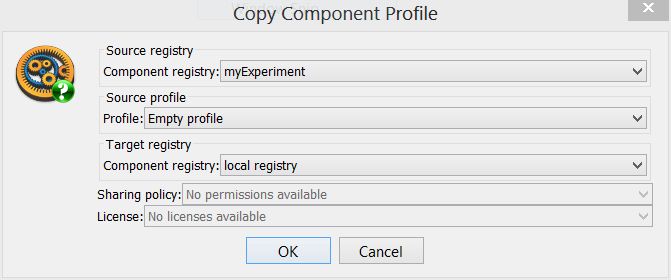 Copy Component Profile
Source registry
Component registry: myExperiment
Source profile
Profile: Empty profile
Target registry
Component registry: local registry
Sharing policy: No permissions available
License: No licenses available
OK Cancel